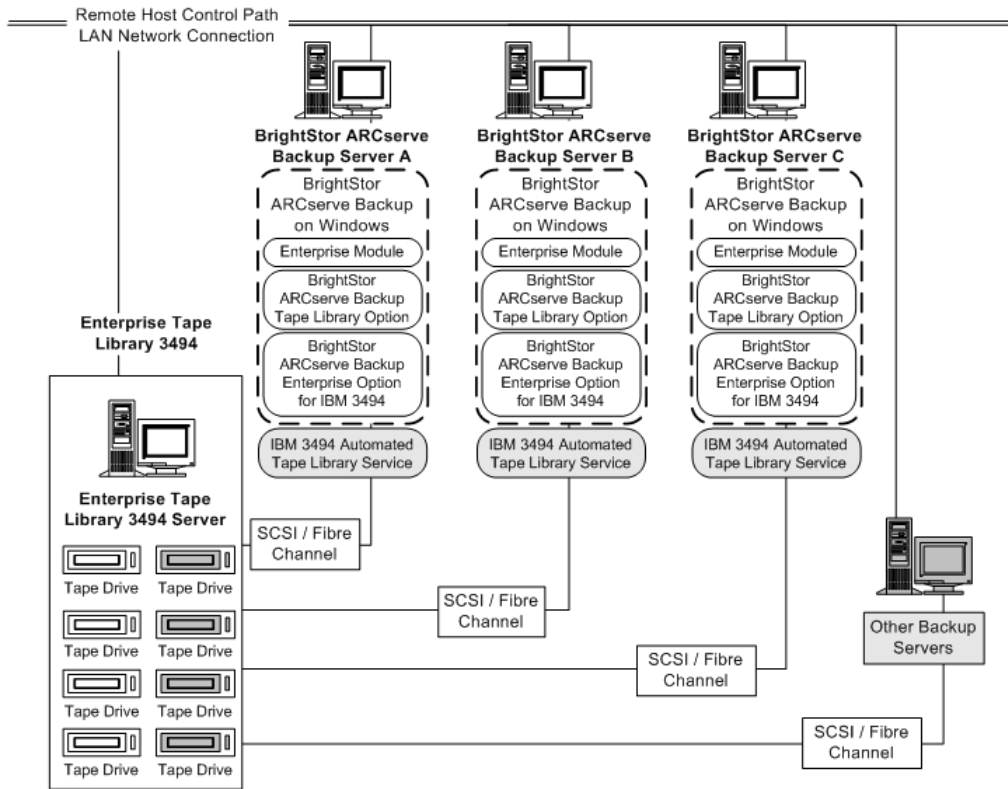 Remote Host Control Path
LAN Network Connection
BrightStor ARCserve
Backup Server A
BrightStor
ARCserve Backup
on Windows
Enterprise Module
BrightStor
ARCserve Backup
Tape Library Option
BrightStor
ARCserve Backup
Enterprise Option
for IBM 3494
IBM 3494 Automated
Tape Library Service
BrightStor ARCserve
Backup Server B
BrightStor
ARCserve Backup
on Windows
Enterprise Module
BrightStor
ARCserve Backup
Tape Library Option
BrightStor
ARCserve Backup
Enterprise Option
for IBM 3494
IBM 3494 Automated
Tape Library Service
BrightStor ARCserve
Backup Server C
BrightStor
ARCserve Backup
on Windows
Enterprise Module
BrightStor
ARCserve Backup
Tape Library Option
BrightStor
ARCserve Backup
Enterprise Option
for IBM 3494
IBM 3494 Automated
Tape Library Service
Enterprise Tape
Library 3494
Enterprise Tape
Library 3494 Server
Tape Drive
Tape Drive
Tape Drive
Tape Drive
Tape Drive
Tape Drive
Tape Drive
Tape Drive
SCSI / Fibre
Channel
SCSI / Fibre
Channel
SCSI / Fibre
Channel
Other Backup
Servers
SCSI / Fibre
Channel